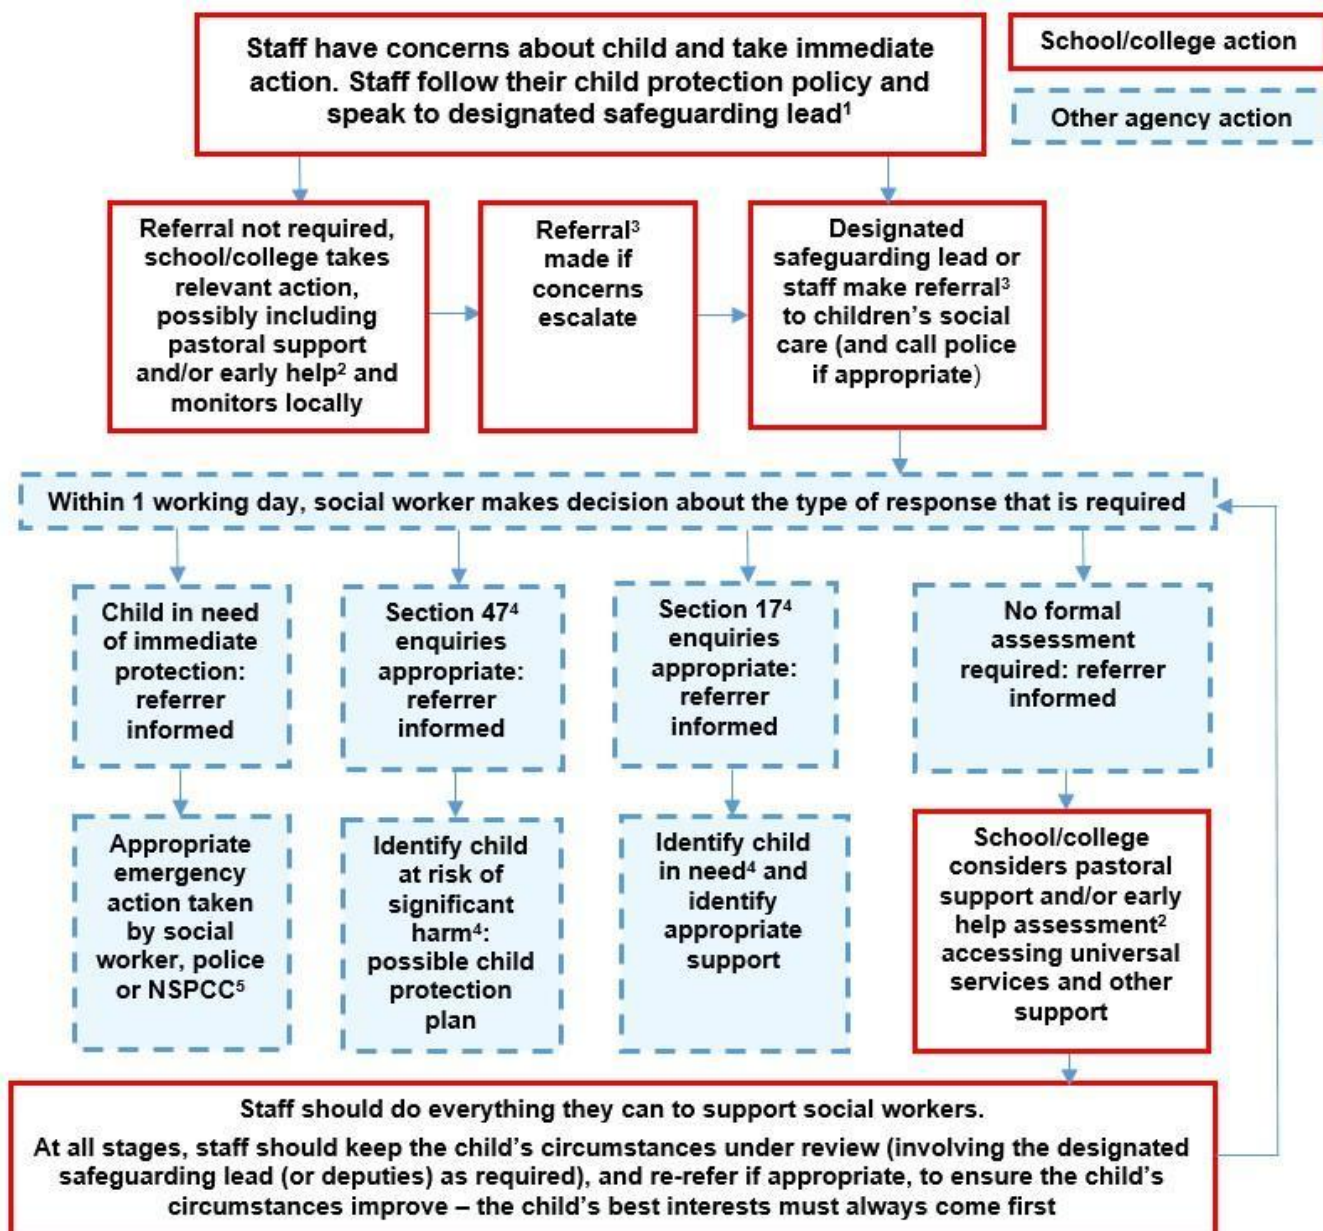 Staff have concerns about child and take immediate
action. Staff follow their child protection policy and
speak to designated safeguarding lead¹
School/college action
Other agency action
Referral not required,
school/college takes
relevant action,
possibly including
pastoral support
and/or early help² and
monitors locally
Referral³
made if
concerns
escalate
Designated
safeguarding lead or
staff make referral³
to children's social
care (and call police
if appropriate)
Within 1 working day, social worker makes decision about the type of response that is required
Child in need
of immediate
protection:
referrer
informed
Section 47⁴
enquiries
appropriate:
referrer
informed
Section 17⁴
enquiries
appropriate:
referrer
informed
No formal
assessment
required: referrer
informed
Appropriate
emergency
action taken
by social
worker, police
or NSPCC⁵
Identify child
at risk of
significant
harm⁴:
possible child
protection
plan
Identify child
in need⁴ and
identify
appropriate
support
School/college
considers pastoral
support and/or early
help assessment²
accessing universal
services and other
support
Staff should do everything they can to support social workers.
At all stages, staff should keep the child's circumstances under review (involving the designated
safeguarding lead (or deputies) as required), and re-refer if appropriate, to ensure the child's
circumstances improve – the child's best interests must always come first